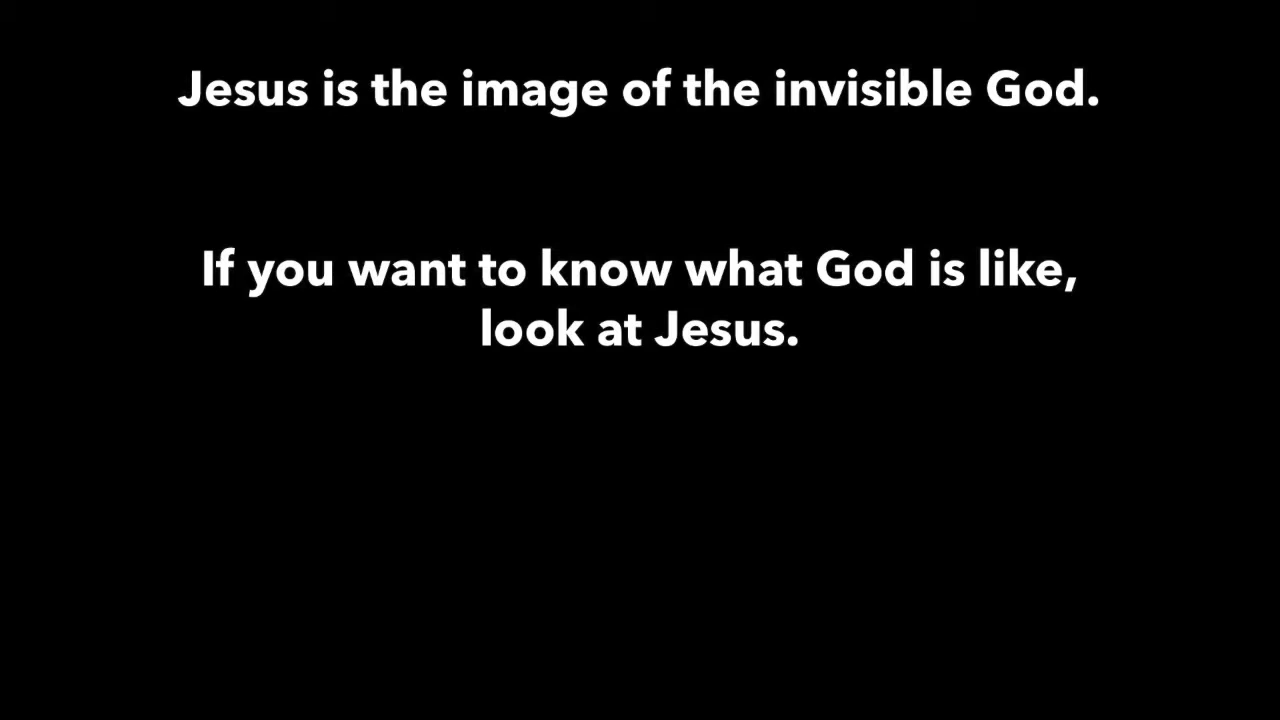 Jesus is the image of the invisible God.
If you want to know what God is like,
look at Jesus.